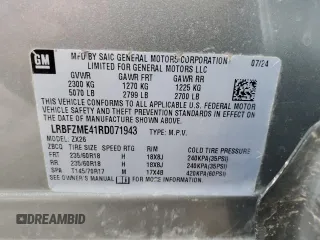 GM
MFD BY SAIC GENERAL MOTORS CORPORATION
LIMITED FOR GENERAL MOTORS LLC
07/24
GVWR GAWR FRT GAWR RR
2300 KG 1270 KG 1225 KG
5070 LB 2799 LB 2700 LB
THIS VEHICLE CONFORMS TO ALL APPLICABLE U.S. FEDERAL MOTOR
VEHICLE SAFETY AND THEFT PREVENTION STANDARDS IN EFFECT
ON THE DATE OF MANUFACTURE SHOWN ABOVE.
LRBFZME41RD071943 TYPE: M.P.V.
MODEL: ZX26
ZBCQ TIRE SIZE SPEED RTG RIM COLD TIRE PRESSURE
FRT 235/60R18 H 18X8J 240KPA(35PSI)
RR 235/60R18 H 18X8J 240KPA(35PSI)
SPA T145/70R17 M 17X4B 420KPA(60PSI)
SEE OWNER'S MANUAL FOR MORE INFORMATION.
DREAMBID
dreambid.com